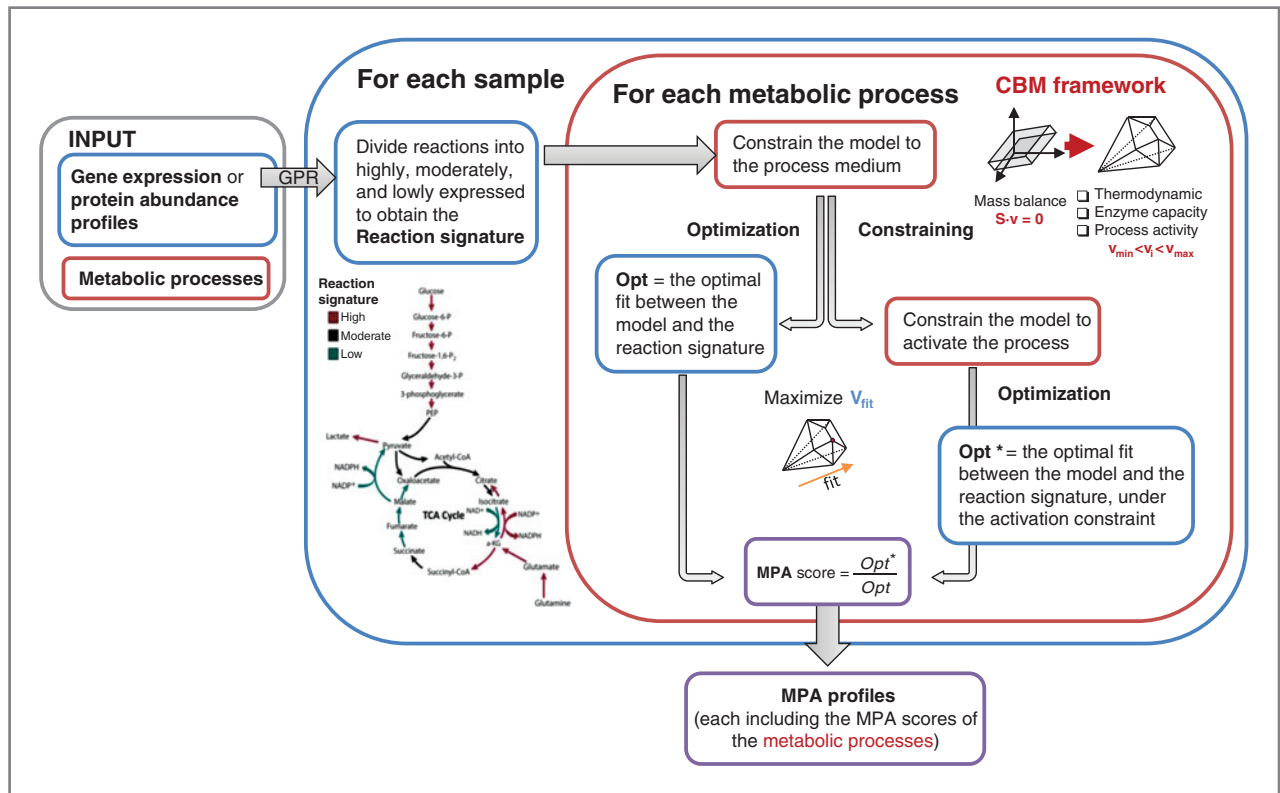 For each sample
For each metabolic process
CBM framework
INPUT
Gene expression or
protein abundance
profiles
Metabolic processes
GPR
Divide reactions into
highly, moderately,
and lowly expressed
to obtain the
Reaction signature
Constrain the model to
the process medium
Mass balance
S·v = 0
Thermodynamic
Enzyme capacity
Process activity
vmin<vi<vmax
Optimization
Constraining
Opt = the optimal
fit between the
model and the
reaction signature
Constrain the model to
activate the process
Optimization
Maximize Vfit
fit
Opt * = the optimal fit
between the model and the
reaction signature, under
the activation constraint
Reaction
signature
High
Moderate
Low
Glucose
Glucose-6-P
Fructose-6-P
Fructose-1,6-P2
Glyceraldehyde-3-P
3-phosphoglycerate
PEP
Lactate
Pyruvate
Acetyl-CoA
NADPH
NADP+
Oxaloacetate
Citrate
Malate
Isocitrate
TCA Cycle
NAD+
NADP+
NADH
NADPH
Fumarate
a-KG
Succinate
Succinyl-CoA
Glutamate
Glutamine
MPA score = Opt* / Opt
MPA profiles
(each including the MPA scores of
the metabolic processes)